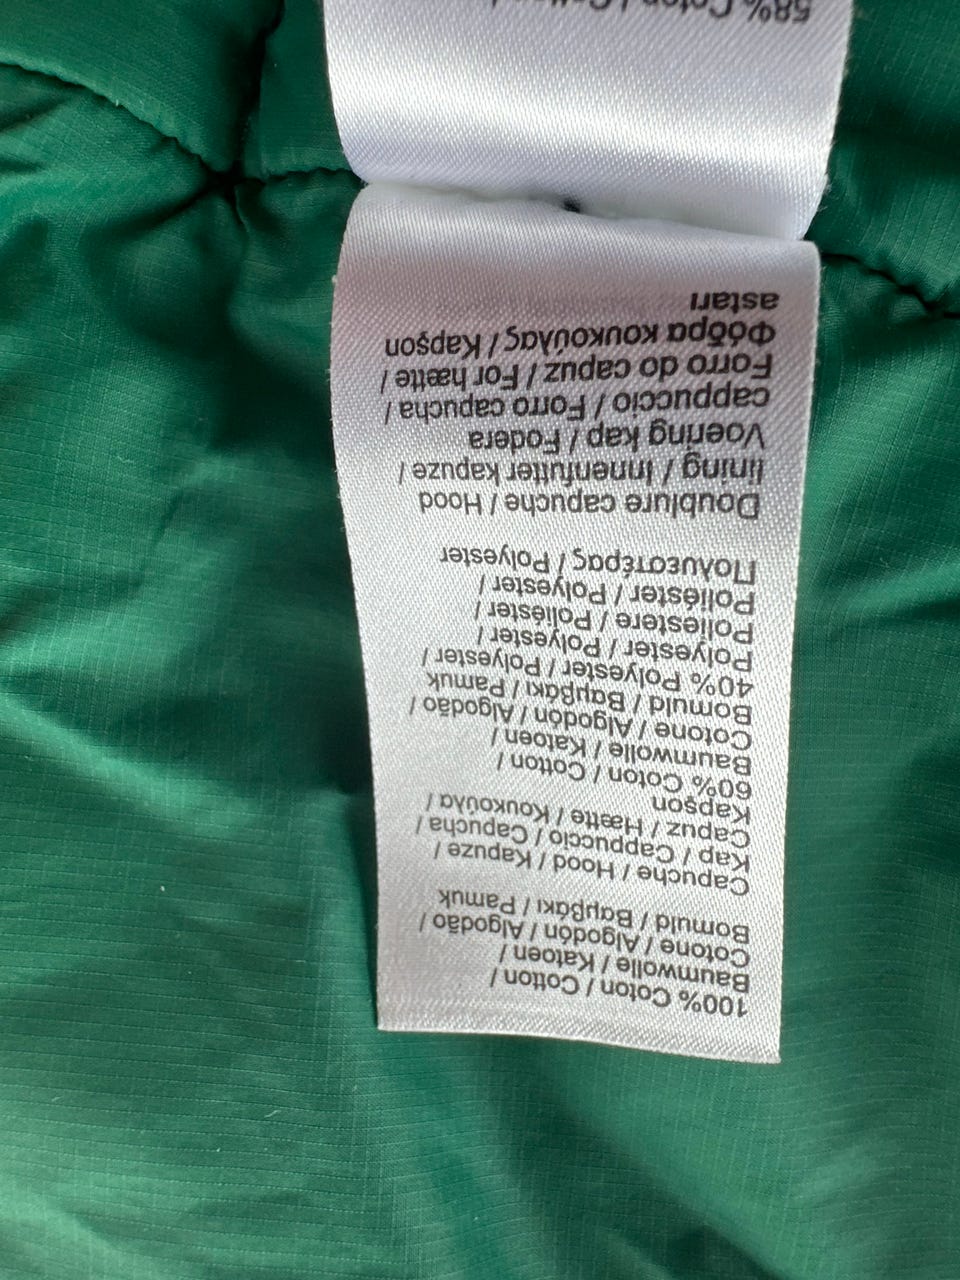 100% Coton / Cotton /
Baumwolle / Katoen /
Cotone / Algodón / Algodão /
Bomuld / Βαμβάκι / Pamuk
Capuche / Hood / Kapuze /
Kap / Cappuccio / Capucha /
Capuz / Hætte / Κουκούλα /
Kapşon
60% Coton / Cotton /
Baumwolle / Katoen /
Cotone / Algodón / Algodão /
Bomuld / Βαμβάκι / Pamuk
40% Polyester / Polyester /
Polyester / Polyester /
Poliestere / Poliéster /
Poliéster / Polyester /
Πολυεστέρας / Polyester
Doublure capuche / Hood
lining / Innenfutter kapuze /
Voering kap / Fodera
cappuccio / Forro capucha /
Forro do capuz / For hætte /
Φόδρα κουκούλας / Kapşon
astarı
58% Coton /